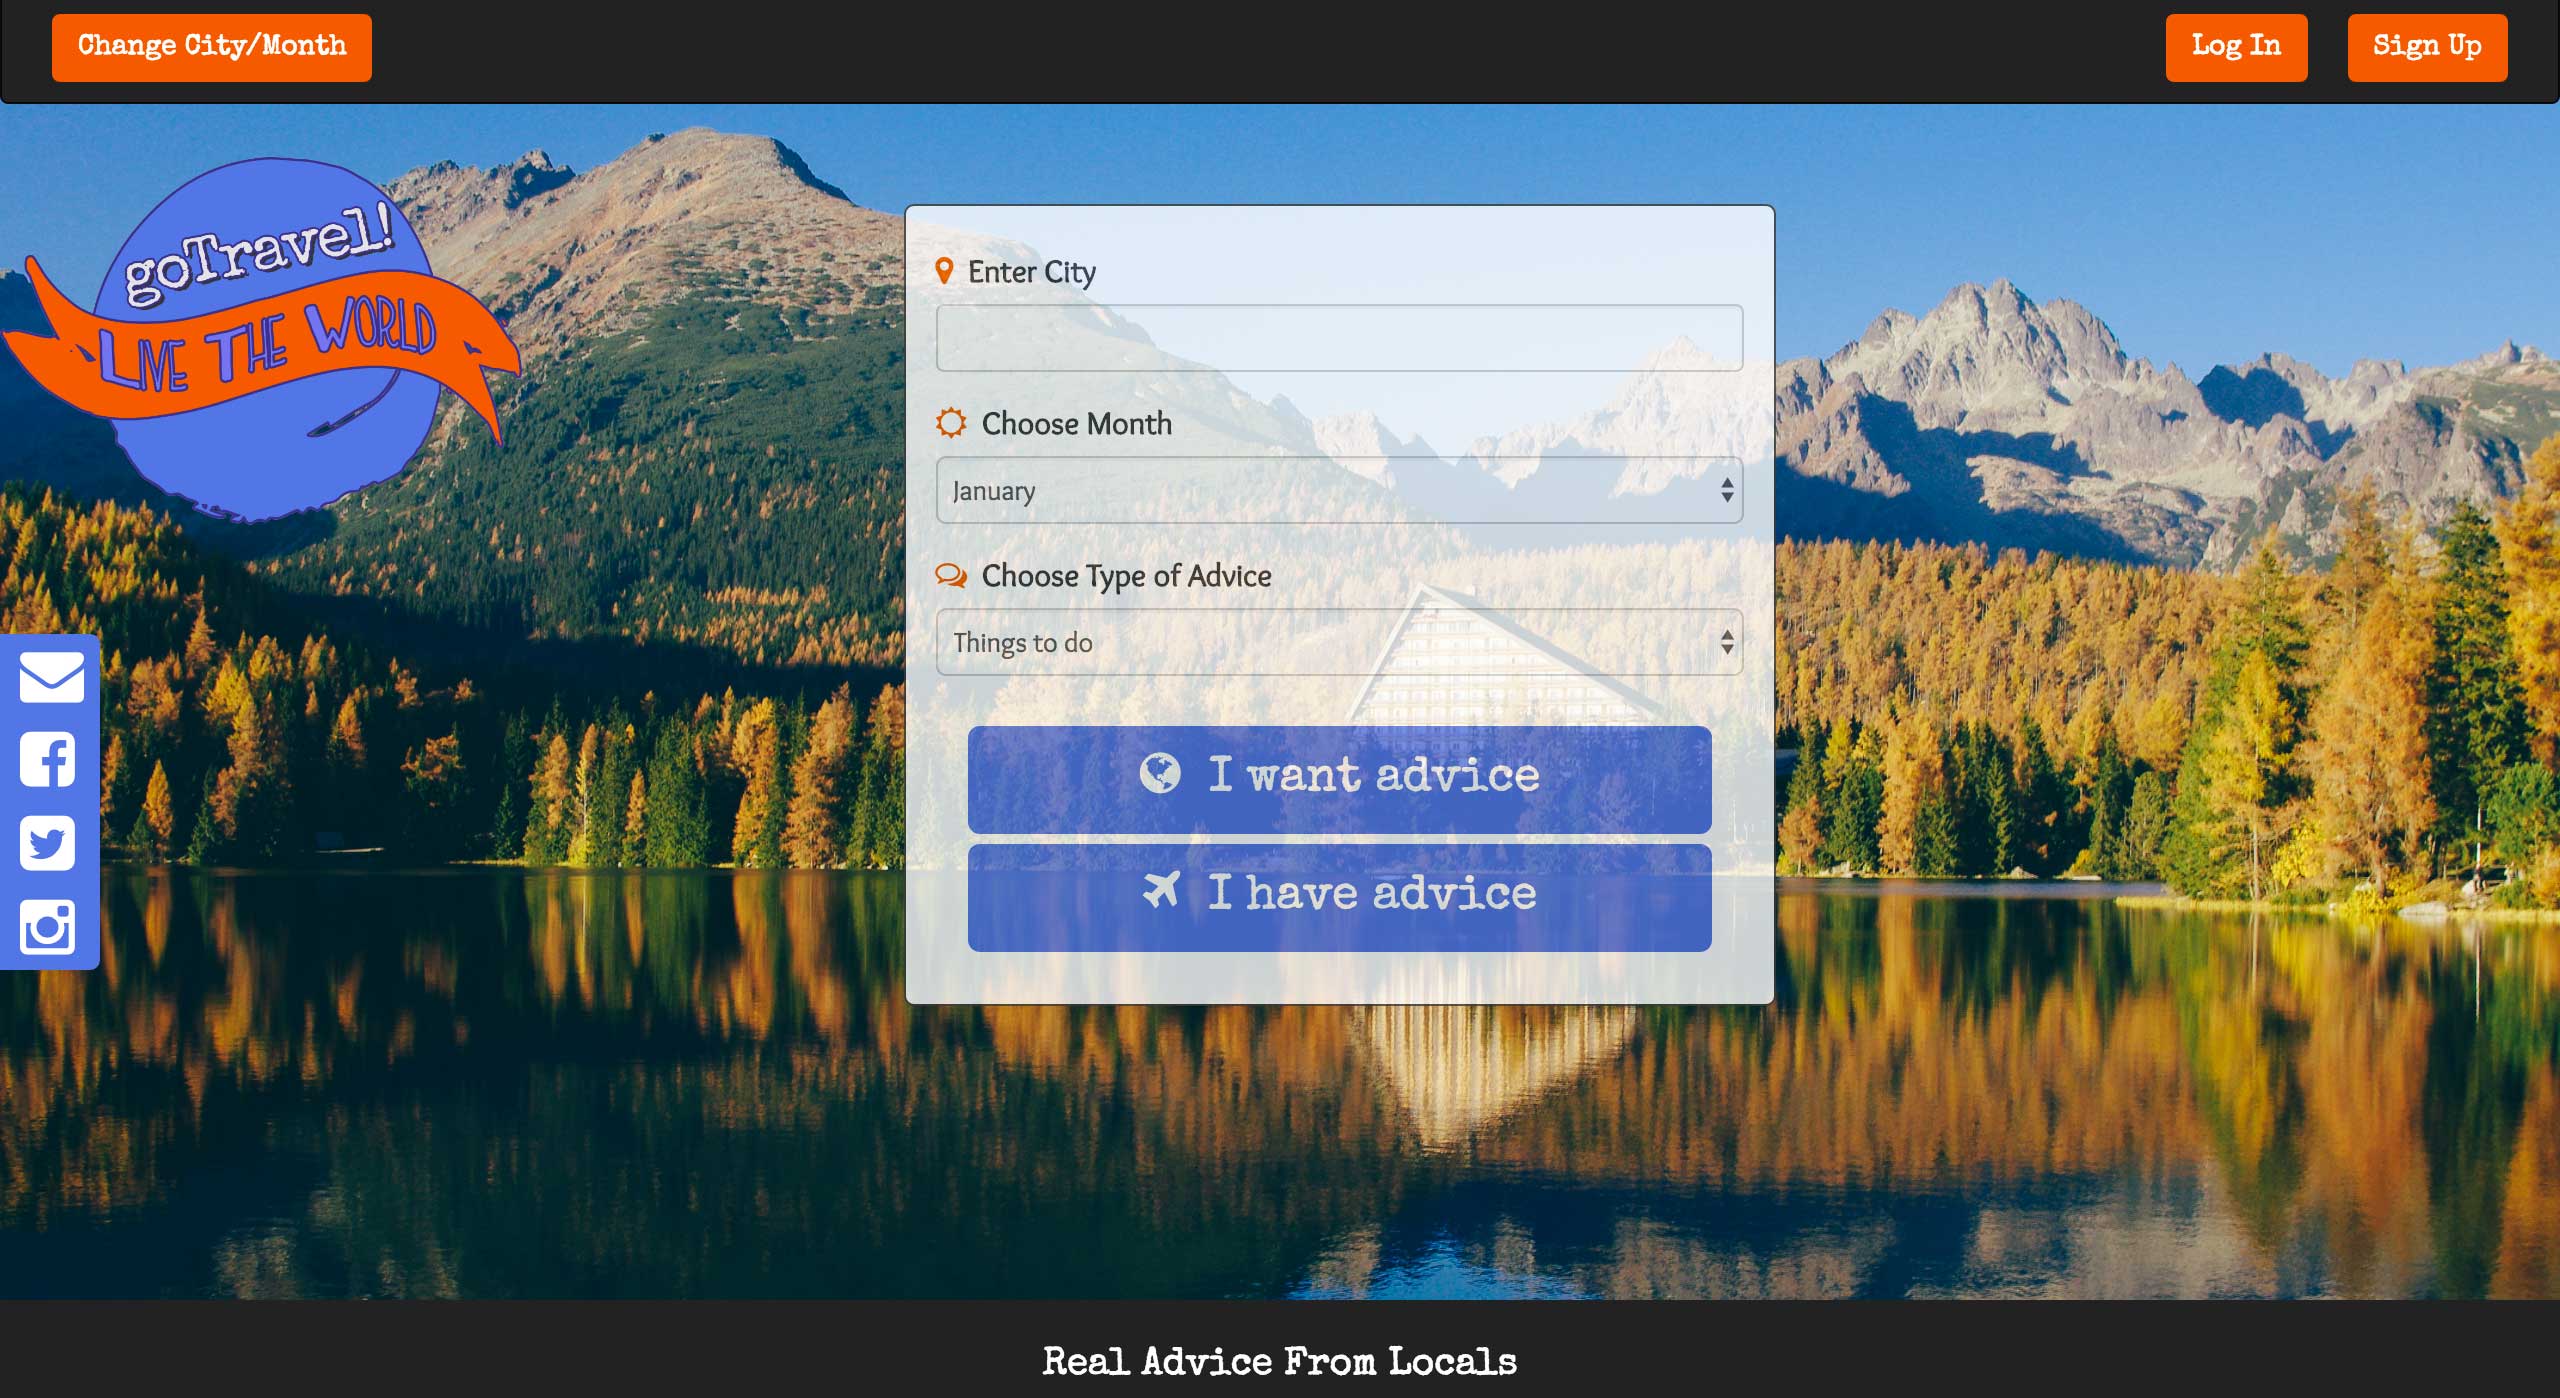 Change City/Month
Log In
Sign Up
goTravel!
LIVE THE WORLD
Enter City
Choose Month
January
Choose Type of Advice
Things to do
I want advice
I have advice
Real Advice From Locals